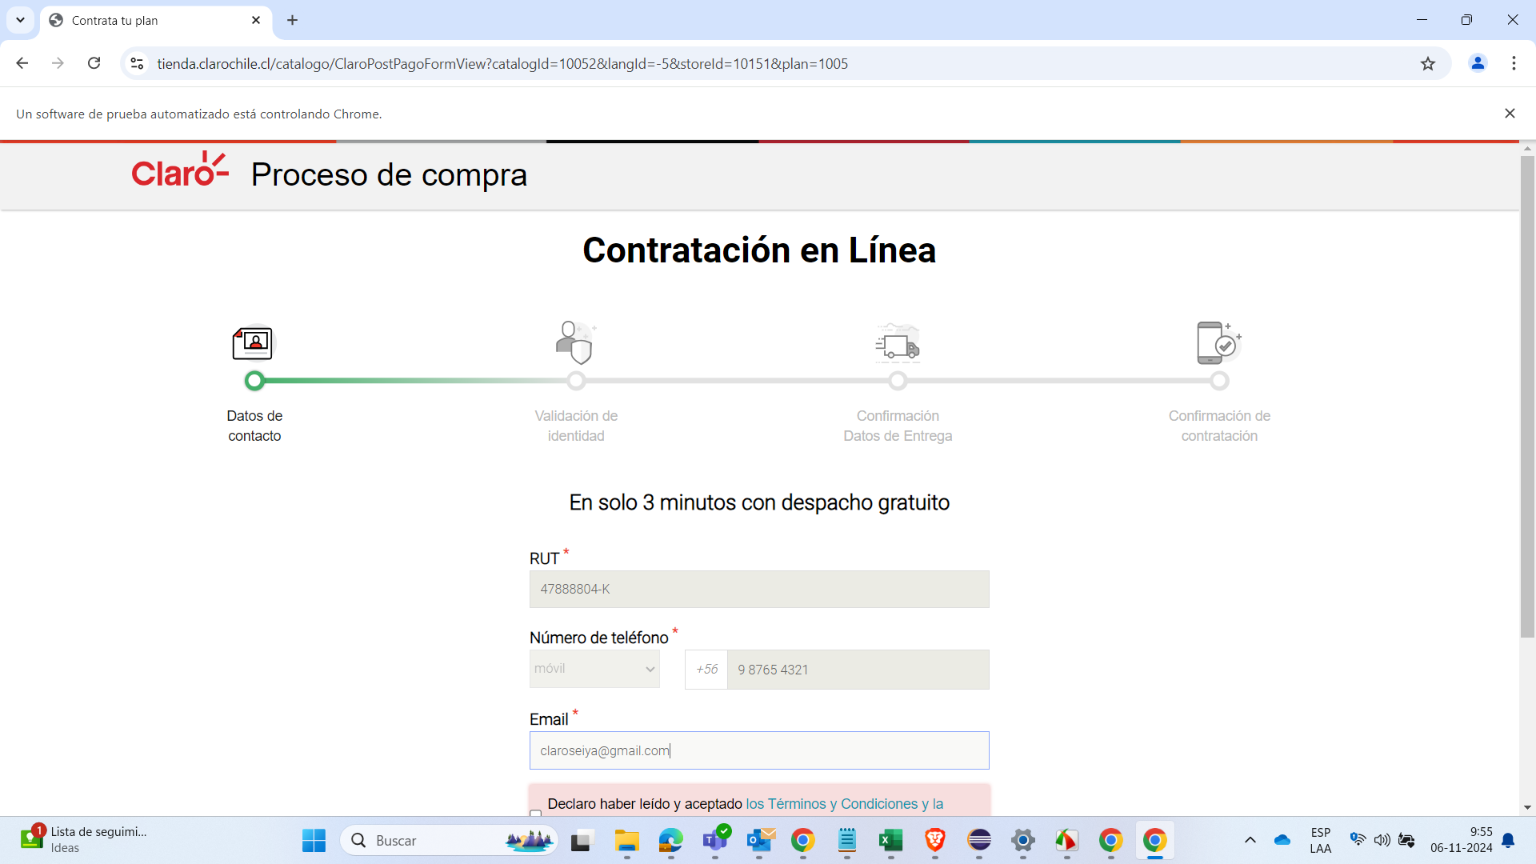 Contrata tu plan
tienda.clarochile.cl/catalogo/ClaroPostPagoFormView?catalogId=10052&langId=-5&storeId=10151&plan=1005
Un software de prueba automatizado está controlando Chrome.
Claro
Proceso de compra
Contratación en Línea
Datos de
contacto
Validación de
identidad
Confirmación
Datos de Entrega
Confirmación de
contratación
En solo 3 minutos con despacho gratuito
RUT *
47888804-K
Número de teléfono *
móvil
+56
9 8765 4321
Email *
claroseiya@gmail.com
Declaro haber leído y aceptado los Términos y Condiciones y la
1
Lista de seguimi...
Ideas
Buscar
ESP
LAA
9:55
06-11-2024